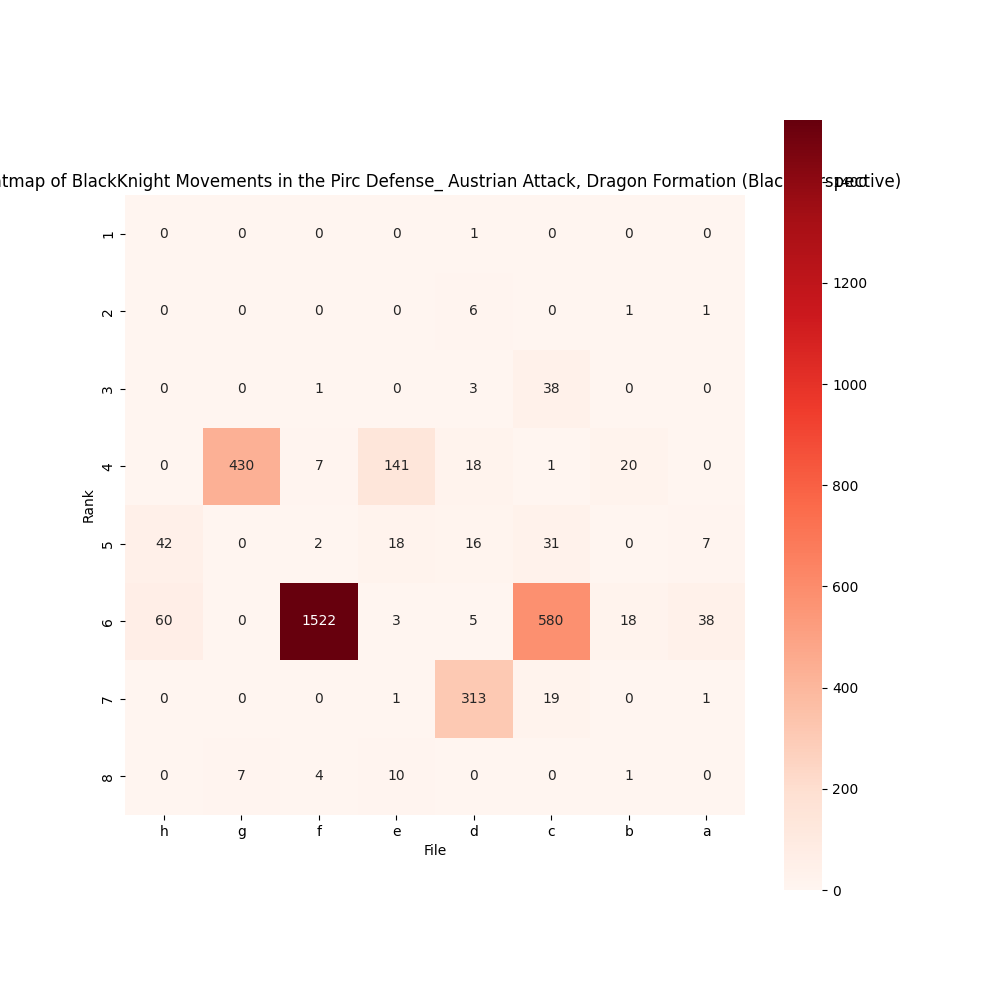 of BlackKnight Movements in the Pirc Defense_ Austrian Attack, Dragon Formation
1 0 0 0 0 1 0 0 0
2 0 0 0 0 6 0 1 1
3 0 0 1 0 3 38 0 0
4 0 430 7 141 18 1 20 0
5 42 0 2 18 16 31 0 7
6 60 0 1522 3 5 580 18 38
7 0 0 0 1 313 19 0 1
8 0 7 4 10 0 0 1 0
h g f e d c b a
File
Rank
1200
1000
800
600
400
200
0